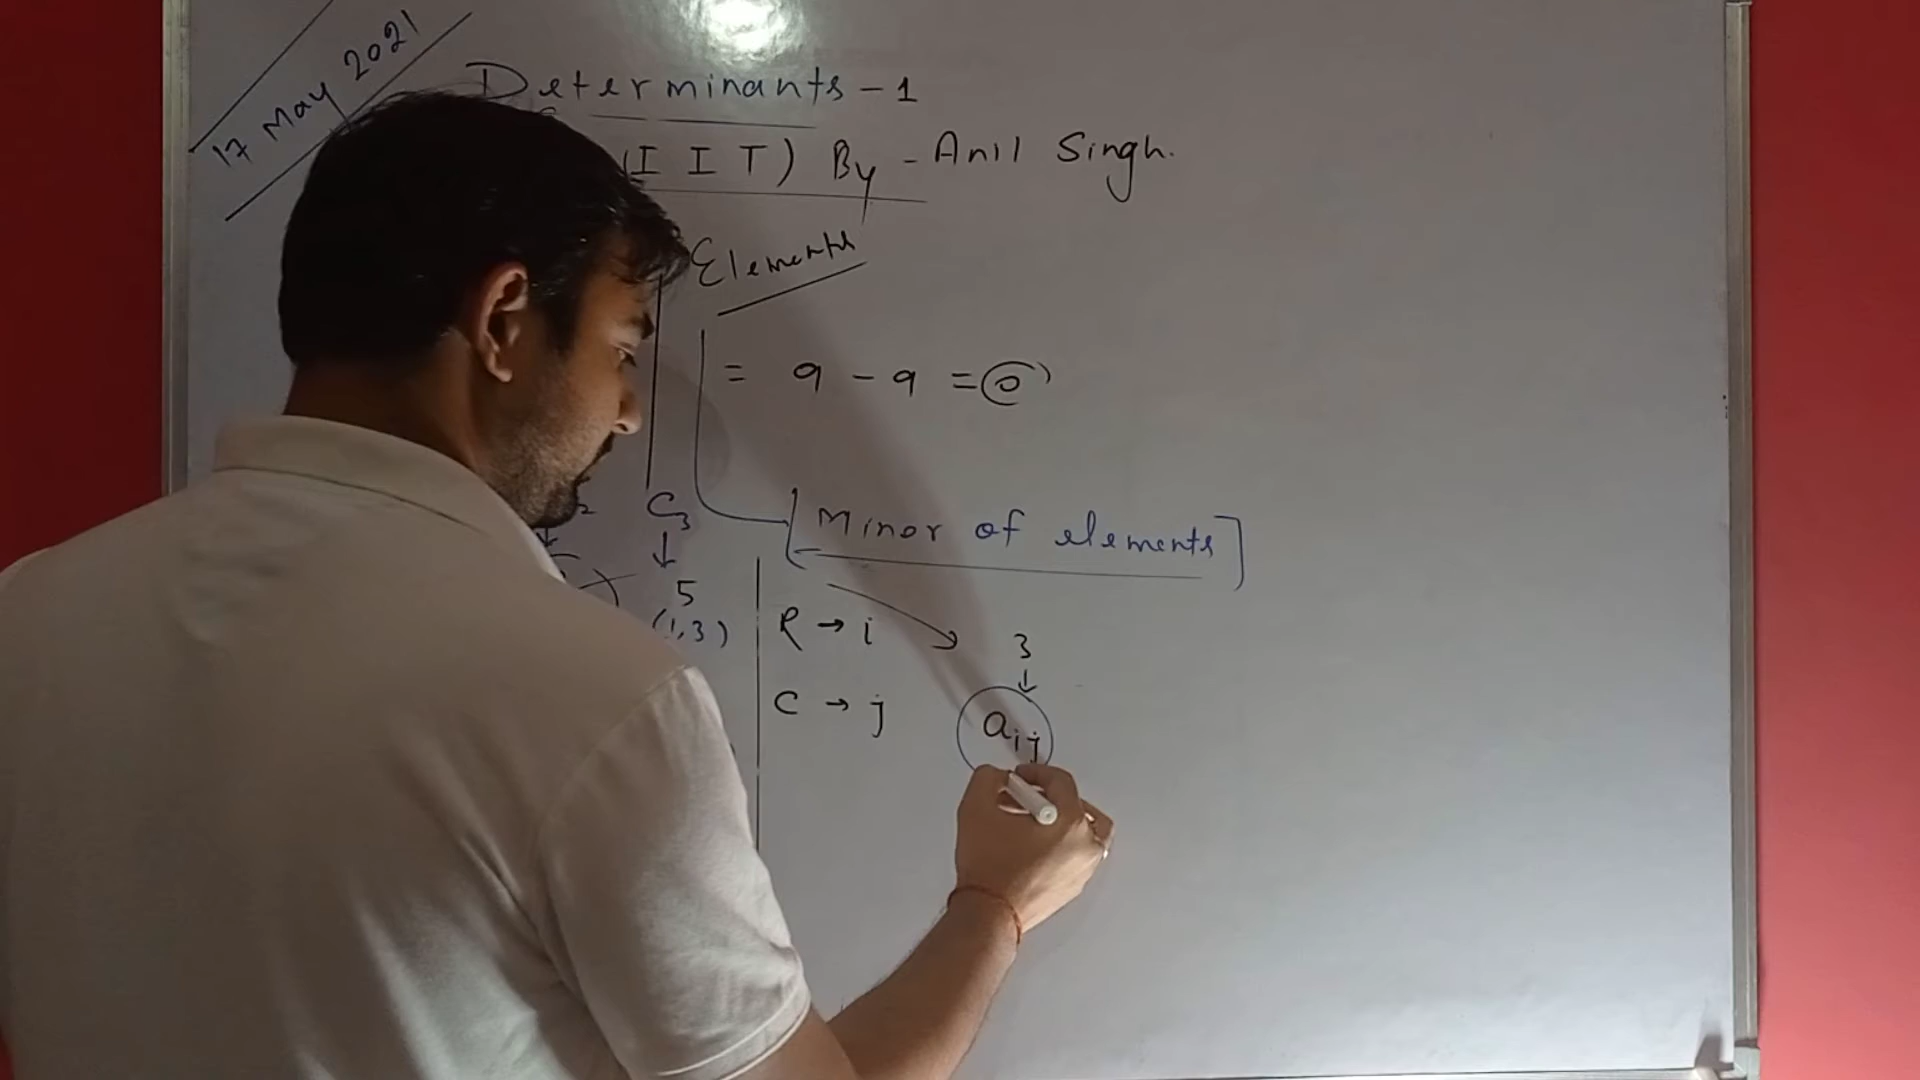 17 May 2021
Determinants - 1
(I I T) By - Anil Singh.
Elements
= 9 - 9 = 0
C3
↓ ↓
[Minor of elements]
5
(1,3)
R → i
3
↓
C → j
aij